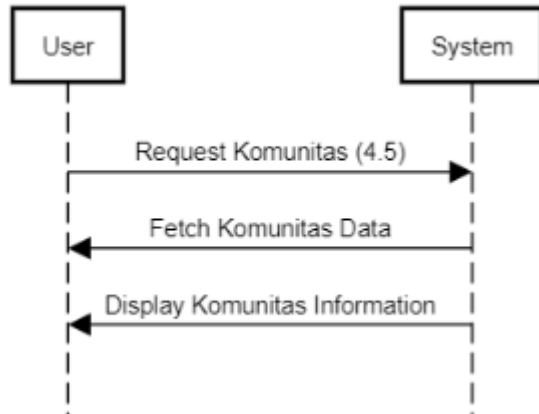 User
System
Request Komunitas (4.5)
Fetch Komunitas Data
Display Komunitas Information